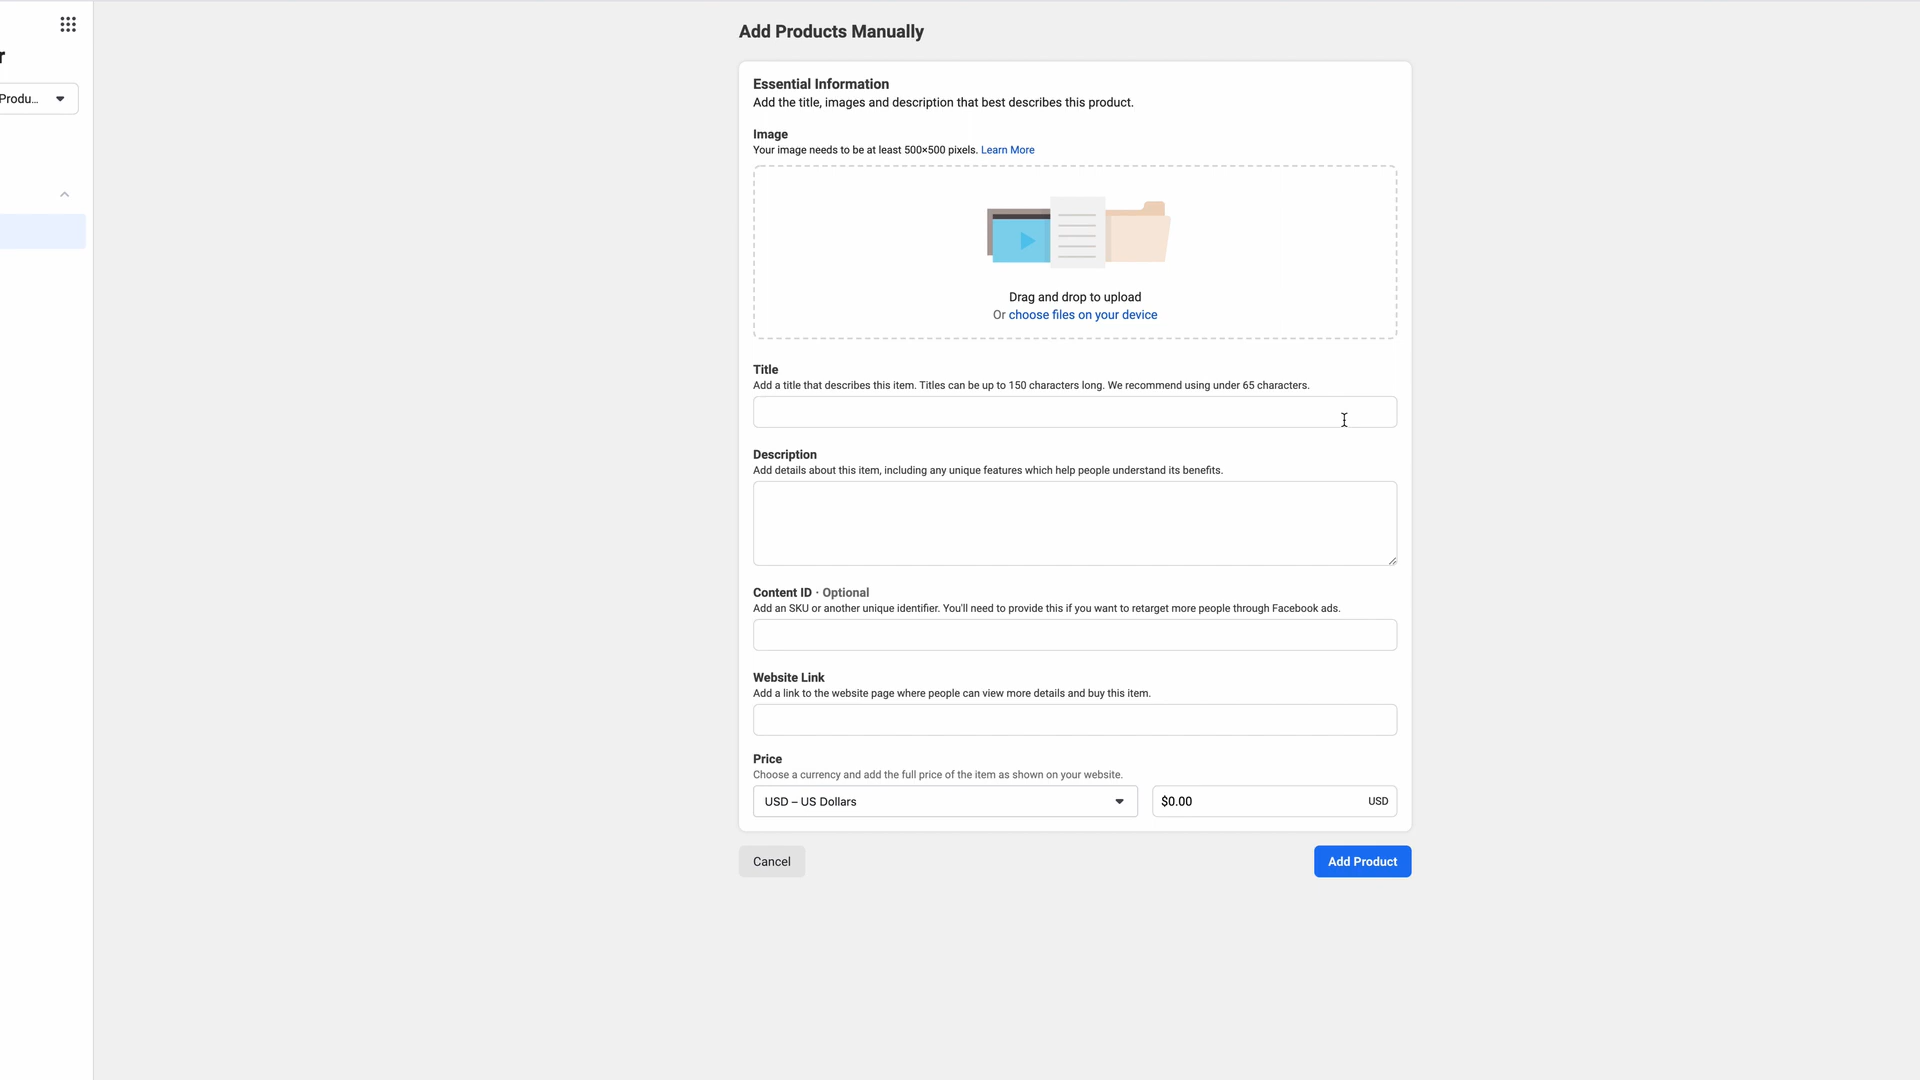 r
Produ...
Add Products Manually
Essential Information
Add the title, images and description that best describes this product.
Image
Your image needs to be at least 500×500 pixels. Learn More
Drag and drop to upload
Or choose files on your device
Title
Add a title that describes this item. Titles can be up to 150 characters long. We recommend using under 65 characters.
Description
Add details about this item, including any unique features which help people understand its benefits.
Content ID · Optional
Add an SKU or another unique identifier. You'll need to provide this if you want to retarget more people through Facebook ads.
Website Link
Add a link to the website page where people can view more details and buy this item.
Price
Choose a currency and add the full price of the item as shown on your website.
USD – US Dollars
$0.00 USD
Cancel
Add Product